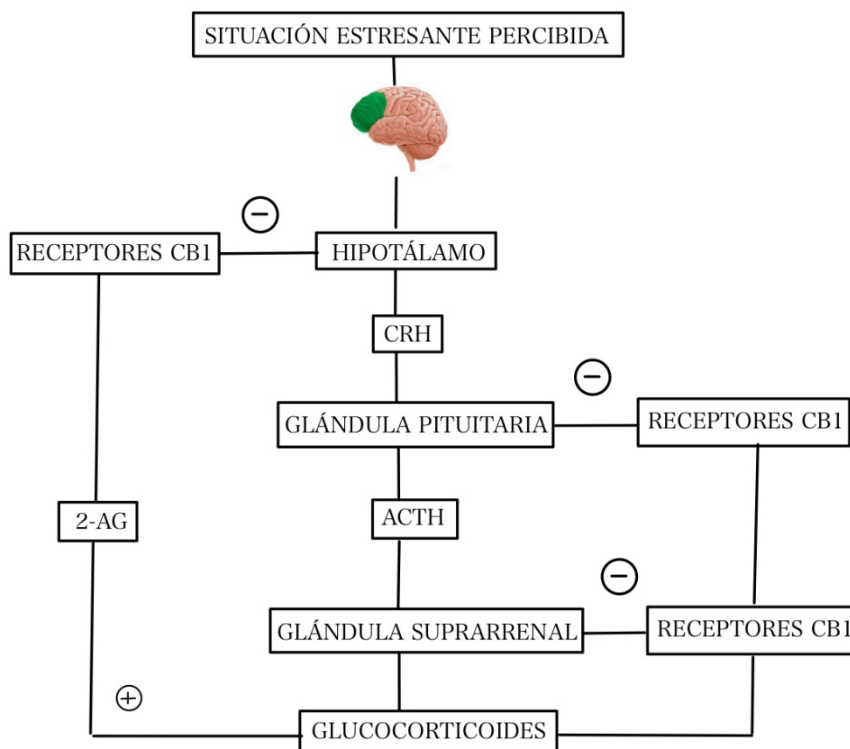 SITUACIÓN ESTRESANTE PERCIBIDA
−
RECEPTORES CB1
HIPOTÁLAMO
CRH
−
GLÁNDULA PITUITARIA
RECEPTORES CB1
2-AG
ACTH
−
GLÁNDULA SUPRARRENAL
RECEPTORES CB1
+
GLUCOCORTICOIDES